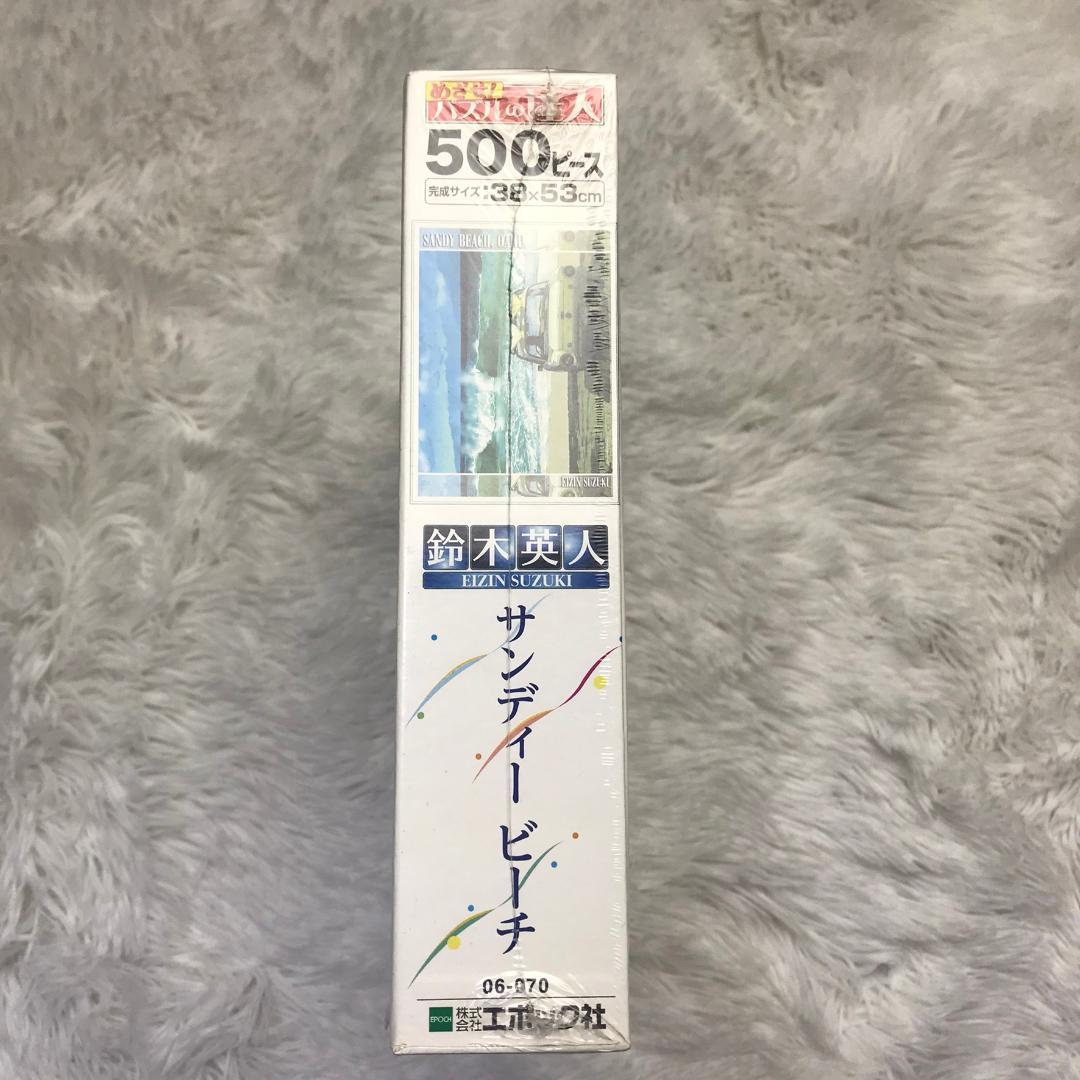 めざせ!
パズルの達人
500ピース
完成サイズ:38×53cm
SANDY BEACH, OAHU
EIZIN SUZUKI
鈴木英人
EIZIN SUZUKI
サンディー ビーチ
06-070
EPOCH 株式会社エポック社